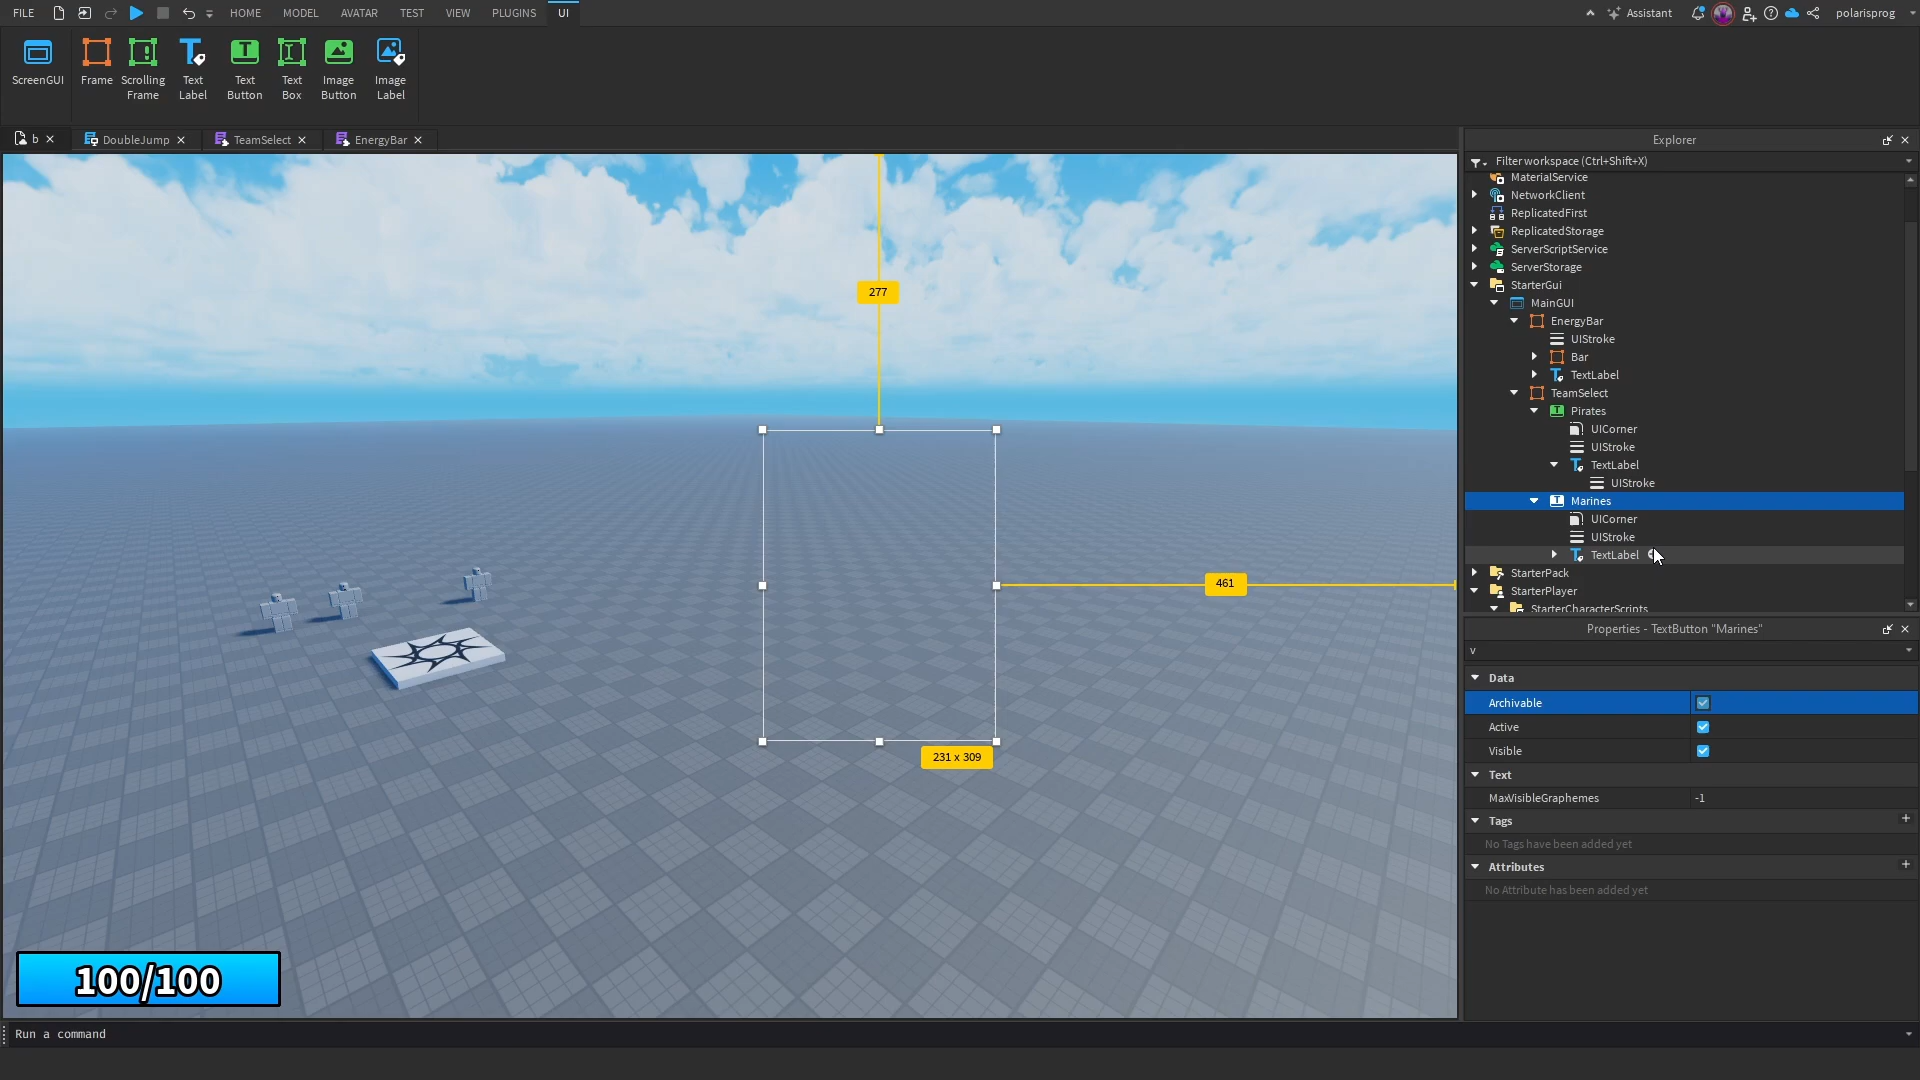 FILE
HOME
MODEL
AVATAR
TEST
VIEW
PLUGINS
UI
Assistant
polarisprog
ScreenGUI
Frame
Scrolling
Frame
Text
Label
Text
Button
Text
Box
Image
Button
Image
Label
b
DoubleJump
TeamSelect
EnergyBar
277
461
231 x 309
100/100
Explorer
Filter workspace (Ctrl+Shift+X)
MaterialService
NetworkClient
ReplicatedFirst
ReplicatedStorage
ServerScriptService
ServerStorage
StarterGui
MainGUI
EnergyBar
UIStroke
Bar
TextLabel
TeamSelect
Pirates
UICorner
UIStroke
TextLabel
UIStroke
Marines
UICorner
UIStroke
TextLabel
StarterPack
StarterPlayer
StarterCharacterScripts
Properties - TextButton "Marines"
v
Data
Archivable
Active
Visible
Text
MaxVisibleGraphemes -1
Tags
No Tags have been added yet
Attributes
No Attribute has been added yet
Run a command